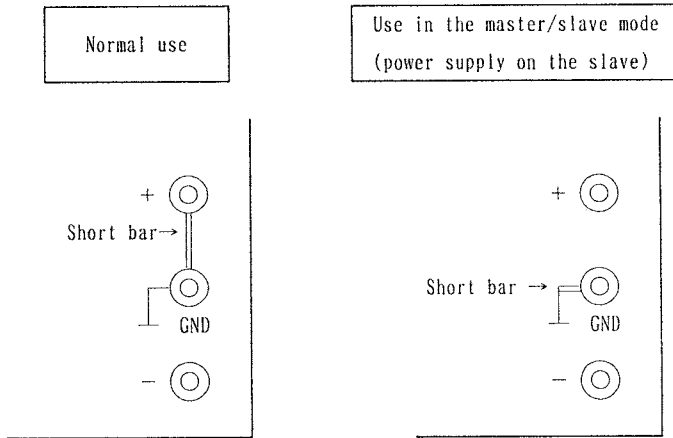 Normal use
Use in the master/slave mode
(power supply on the slave)
+
Short bar→
GND
−
+
Short bar →
GND
−